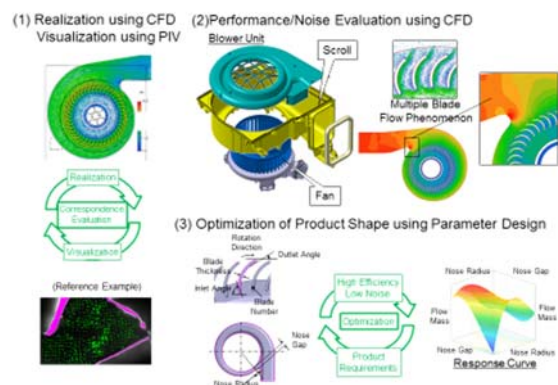 (1) Realization using CFD
Visualization using PIV
Realization
Correspondence
Evaluation
Visualization
(Reference Example)
(2)Performance/Noise Evaluation using CFD
Blower Unit
Scroll
Fan
Multiple Blade
Flow Phenomenon
(3) Optimization of Product Shape using Parameter Design
Rotation
Direction
Outlet Angle
Blade
Thickness
Inlet Angle
Blade
Number
Nose
Gap
Nose Radius
High Efficiency
Low Noise
Optimization
Product
Requirements
Nose Radius
Nose Gap
Flow
Mass
Flow
Mass
Nose Gap
Nose Radius
Response Curve